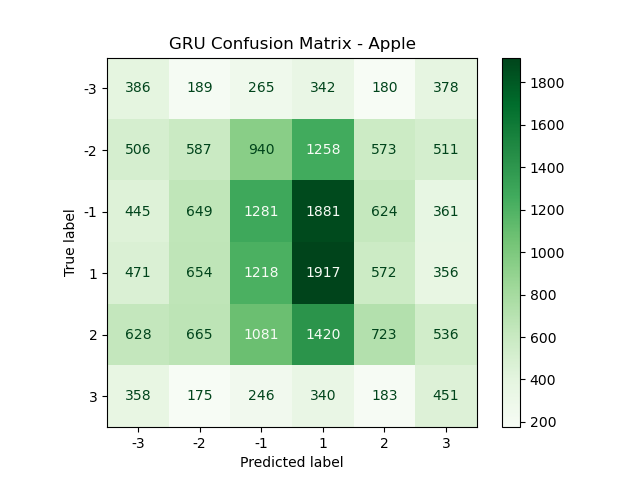 GRU Confusion Matrix - Apple
-3 386 189 265 342 180 378
-2 506 587 940 1258 573 511
-1 445 649 1281 1881 624 361
1 471 654 1218 1917 572 356
2 628 665 1081 1420 723 536
3 358 175 246 340 183 451
-3 -2 -1 1 2 3
Predicted label
True label
1800
1600
1400
1200
1000
800
600
400
200